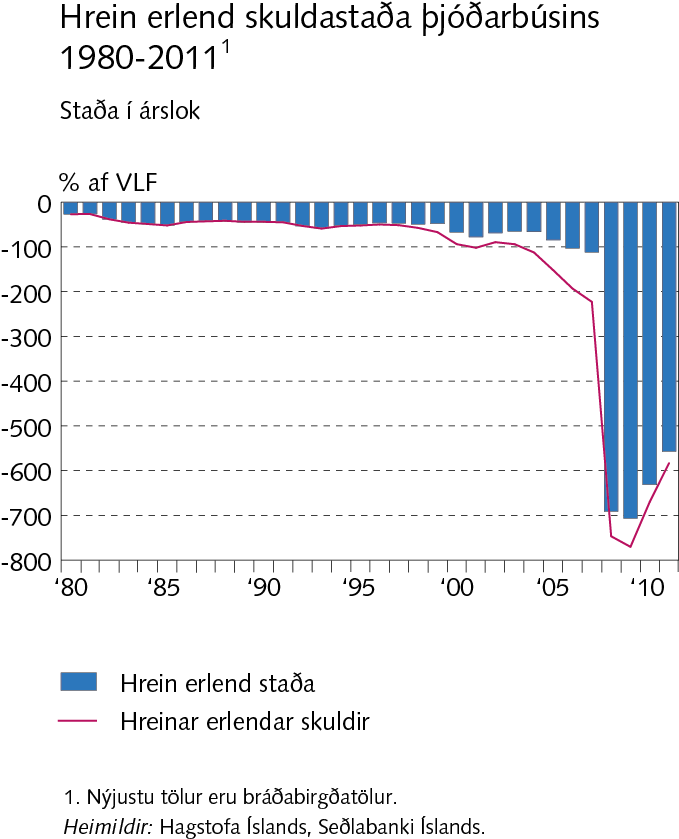 Hrein erlend skuldastaða þjóðarbúsins
1980-2011¹
Staða í árslok
% af VLF
0
-100
-200
-300
-400
-500
-600
-700
-800
‘80 ‘85 ‘90 ‘95 ‘00 ‘05 ‘10
Hrein erlend staða
Hreinar erlendar skuldir
1. Nýjustu tölur eru bráðabirgðatölur.
Heimildir: Hagstofa Íslands, Seðlabanki Íslands.